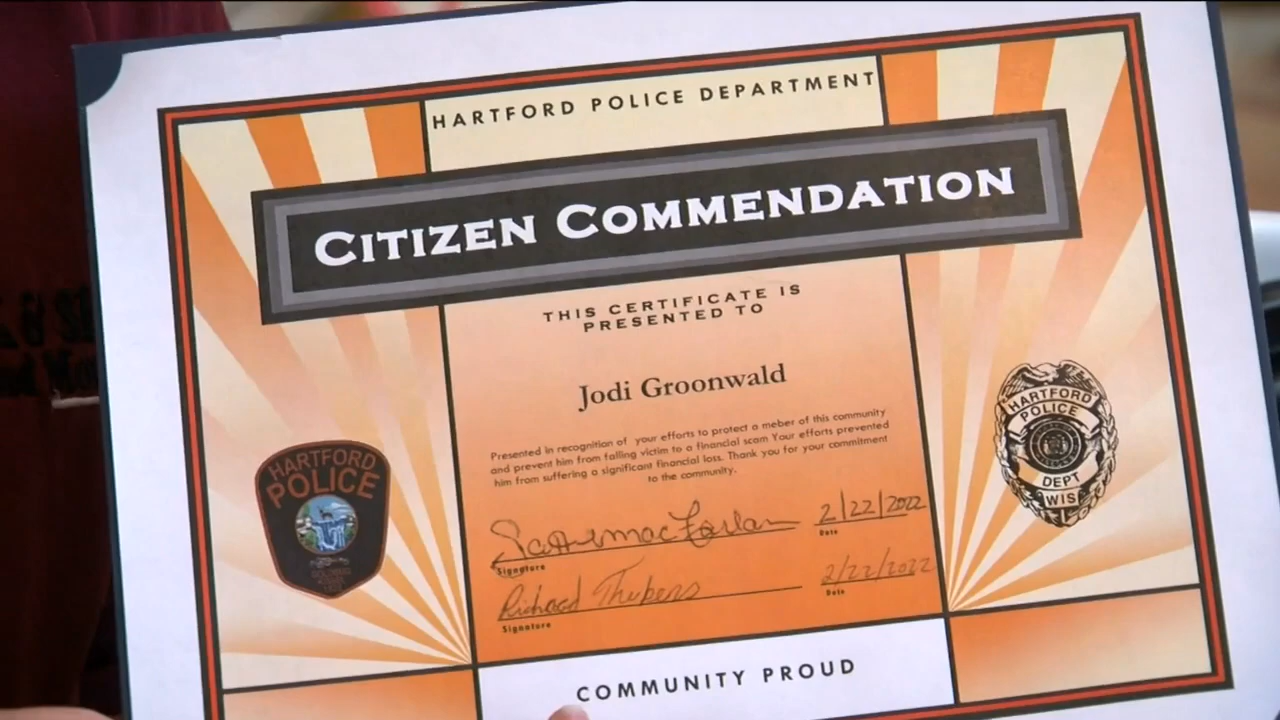 HARTFORD POLICE DEPARTMENT
CITIZEN COMMENDATION
THIS CERTIFICATE IS
PRESENTED TO
Jodi Groonwald
Presented in recognition of your efforts to protect a meber of this community
and prevent him from falling victim to a financial scam Your efforts prevented
him from suffering a significant financial loss. Thank you for your commitment
to the community.
2/22/2022
Signature
Date
Richard
2/22/2022
Signature
Date
HARTFORD
POLICE
HARTFORD
POLICE
DEPT
WIS
COMMUNITY PROUD